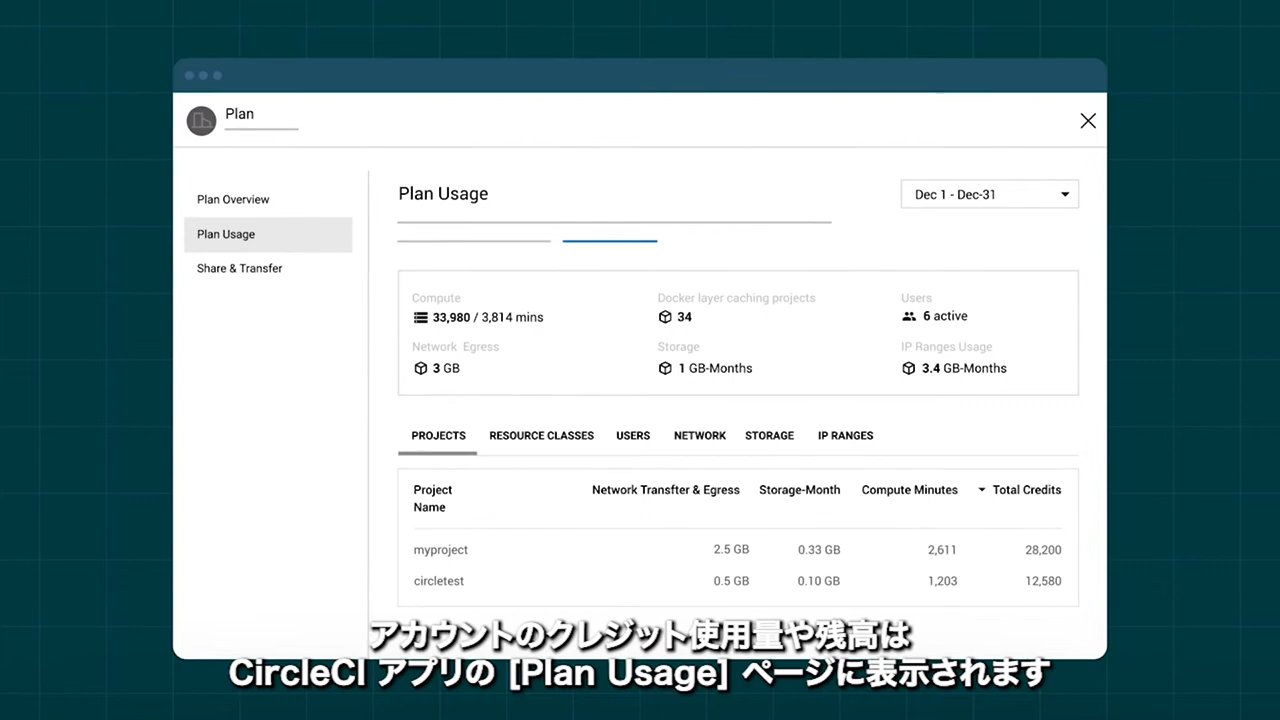 Plan
Plan Overview
Plan Usage
Share & Transfer
Plan Usage
Dec 1 - Dec-31
Compute
33,980 / 3,814 mins
Docker layer caching projects
34
Users
6 active
Network Egress
3 GB
Storage
1 GB-Months
IP Ranges Usage
3.4 GB-Months
PROJECTS RESOURCE CLASSES USERS NETWORK STORAGE IP RANGES
Project
Name
Network Transfter & Egress Storage-Month Compute Minutes Total Credits
myproject 2.5 GB 0.33 GB 2,611 28,200
circletest 0.5 GB 0.10 GB 1,203 12,580
アカウントのクレジット使用量や残高は
CircleCI アプリの [Plan Usage] ページに表示されます